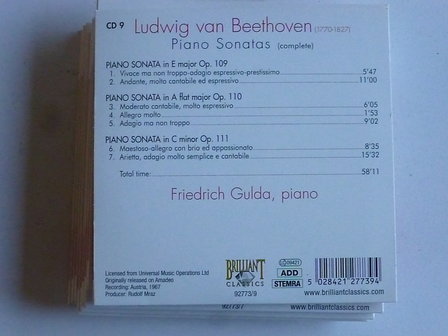 CD 9 Ludwig van Beethoven (1770-1827)
Piano Sonatas (complete)
PIANO SONATA in E major Op. 109
1. Vivace ma non troppo-adagio espressivo-prestissimo 5'47
2. Andante, molto cantabile ed espressivo 11'00
PIANO SONATA in A flat major Op. 110
3. Moderato cantabile, molto espressivo 6'05
4. Allegro molto 1'53
5. Adagio ma non troppo 9'02
PIANO SONATA in C minor Op. 111
6. Maestoso-allegro con brio ed appassionato 8'35
7. Arietta, adagio molto semplice e cantabile 15'32
Total time: 58'11
Friedrich Gulda, piano
Licensed from Universal Music Operations Ltd
Originally released on Amadeo
Recording: Austria, 1967
Producer: Rudolf Mraz
BRILLIANT
CLASSICS
92773/9
09421
ADD
STEMRA
5 028421 277394
www.brilliantclassics.com
92773/7
www.brilliantclassics.com